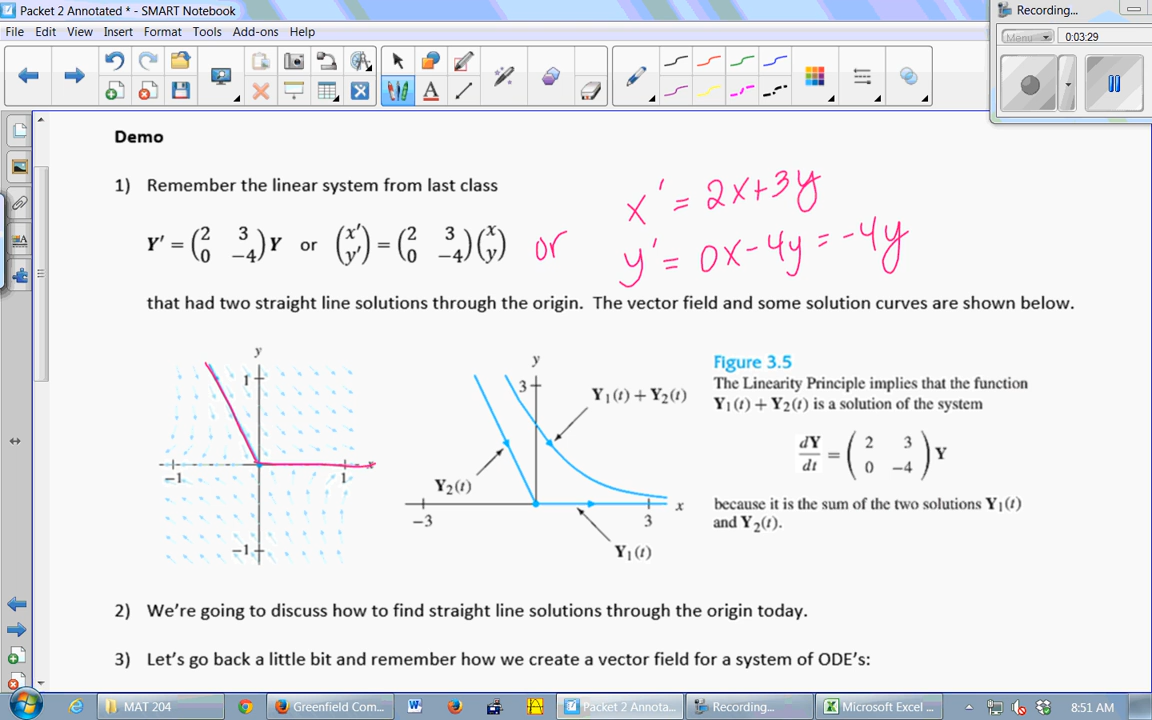 Packet 2 Annotated * - SMART Notebook
Recording...
File Edit View Insert Format Tools Add-ons Help
Menu 0:03:29
Demo
1) Remember the linear system from last class
x' = 2x+3y
Y' = (2 3 0 −4) Y or (x' y') = (2 3 0 −4) (x y) or
y' = 0x-4y = -4y
that had two straight line solutions through the origin. The vector field and some solution curves are shown below.
y
1
−1
1
x
−1
y
3
Y₁(t) + Y₂(t)
Y₂(t)
−3
3
x
Y₁(t)
Figure 3.5
The Linearity Principle implies that the function
Y₁(t) + Y₂(t) is a solution of the system
dY/dt = (2 3 0 −4) Y
because it is the sum of the two solutions Y₁(t)
and Y₂(t).
2) We're going to discuss how to find straight line solutions through the origin today.
3) Let's go back a little bit and remember how we create a vector field for a system of ODE's:
MAT 204
Greenfield Com...
Packet 2 Annota...
Recording...
Microsoft Excel ...
8:51 AM